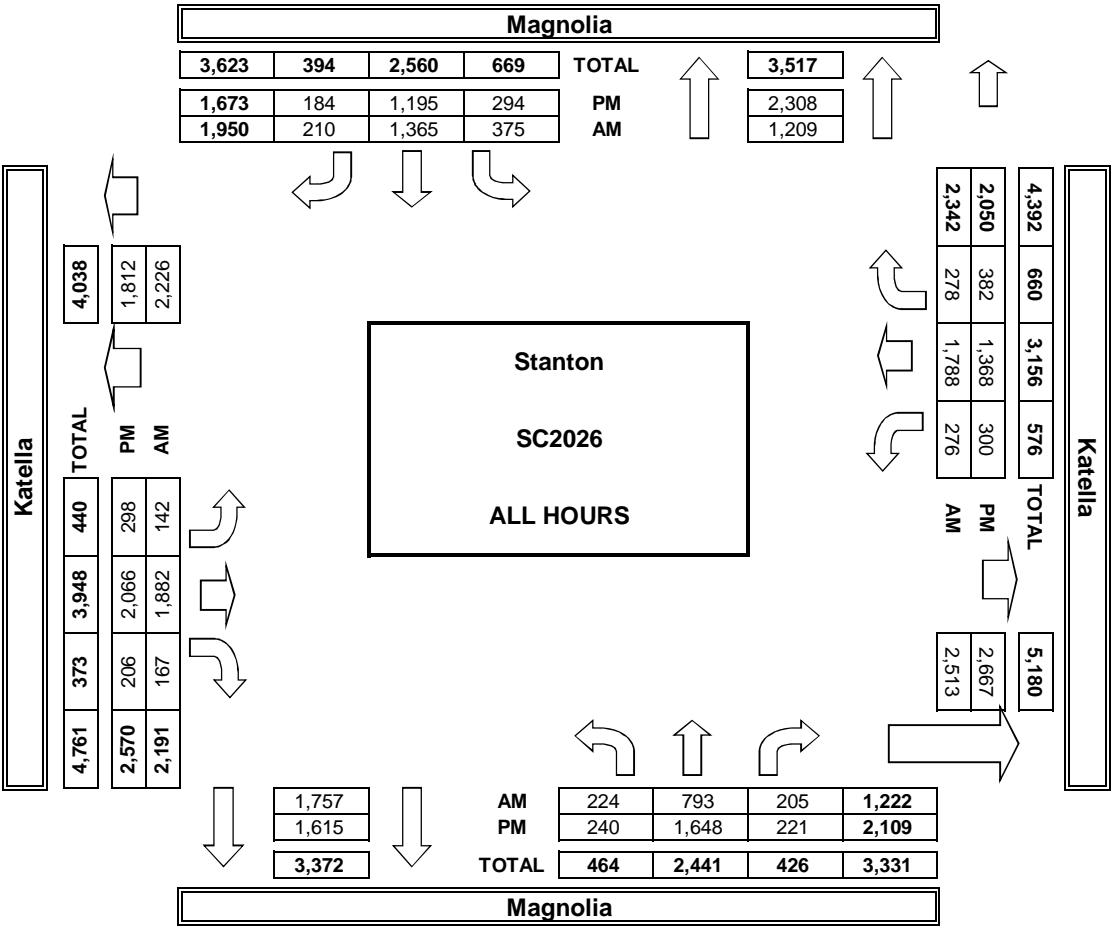 Magnolia
3,623 394 2,560 669 TOTAL 3,517
1,673 184 1,195 294 PM 2,308
1,950 210 1,365 375 AM 1,209
Katella
4,038
1,812
2,226
TOTAL
PM
AM
440 3,948 373 4,761
298 2,066 206 2,570
142 1,882 167 2,191
Stanton
SC2026
ALL HOURS
4,392 660 3,156 576 TOTAL
2,050 382 1,368 300 PM
2,342 278 1,788 276 AM
5,180
2,667
2,513
Katella
1,757 AM 224 793 205 1,222
1,615 PM 240 1,648 221 2,109
3,372 TOTAL 464 2,441 426 3,331
Magnolia